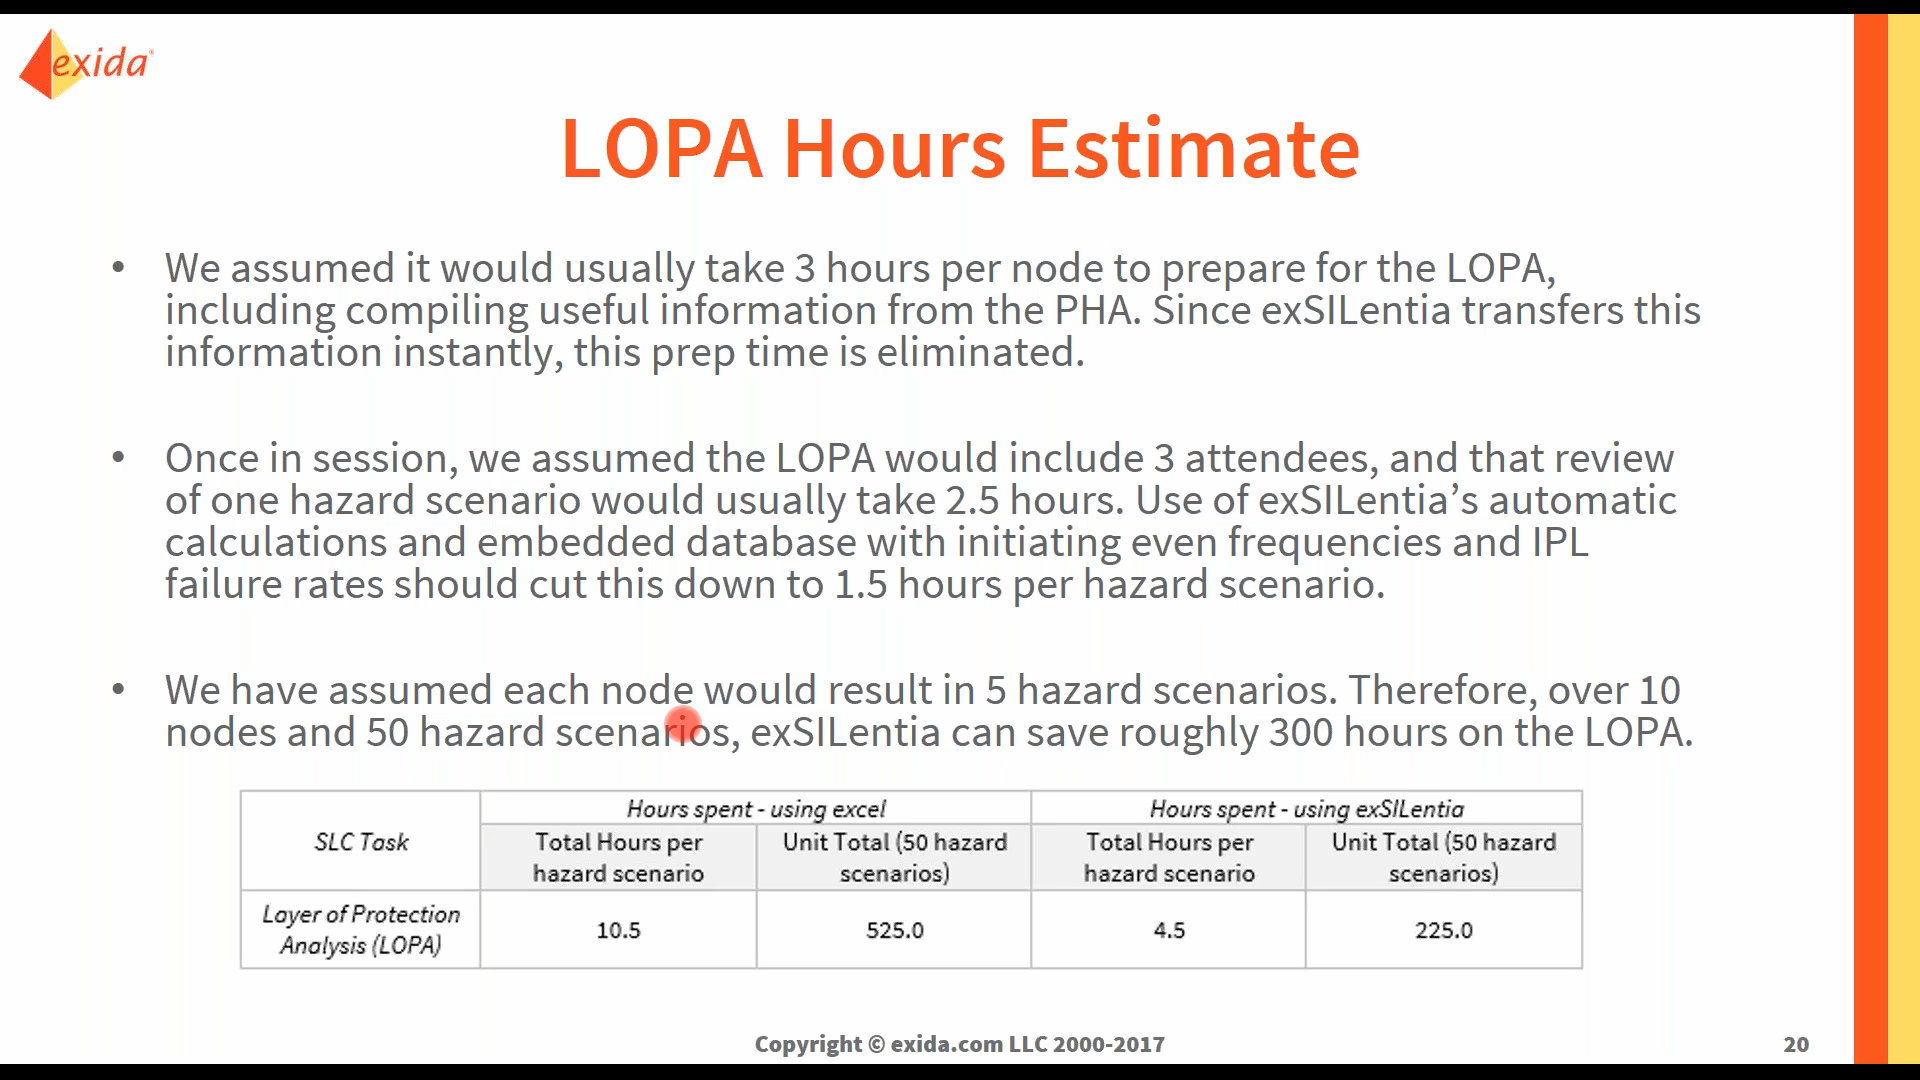 exida
LOPA Hours Estimate
• We assumed it would usually take 3 hours per node to prepare for the LOPA,
including compiling useful information from the PHA. Since exSILentia transfers this
information instantly, this prep time is eliminated.
• Once in session, we assumed the LOPA would include 3 attendees, and that review
of one hazard scenario would usually take 2.5 hours. Use of exSILentia’s automatic
calculations and embedded database with initiating even frequencies and IPL
failure rates should cut this down to 1.5 hours per hazard scenario.
• We have assumed each node would result in 5 hazard scenarios. Therefore, over 10
nodes and 50 hazard scenarios, exSILentia can save roughly 300 hours on the LOPA.
SLC Task
Hours spent - using excel
Hours spent - using exSILentia
Total Hours per
hazard scenario
Unit Total (50 hazard
scenarios)
Total Hours per
hazard scenario
Unit Total (50 hazard
scenarios)
Layer of Protection
Analysis (LOPA)
10.5
525.0
4.5
225.0
Copyright © exida.com LLC 2000-2017
20